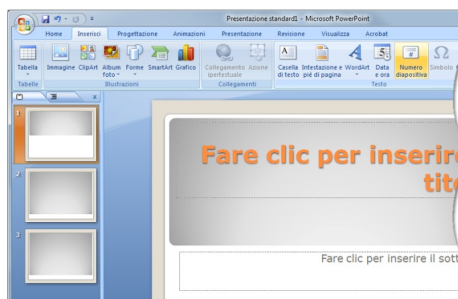 Presentazione standard1 - Microsoft PowerPoint
Home Inserisci Progettazione Animazioni Presentazione Revisione Visualizza Acrobat
Tabella Immagine ClipArt Album Forme SmartArt Grafico Collegamento Azione Casella Intestazione e WordArt Data Numero Simbolo
foto ipertestuale di testo piè di pagina e ora diapositiva
Tabelle Illustrazioni Collegamenti Testo
1
2
3
Fare clic per inserire
tito
Fare clic per inserire il sott